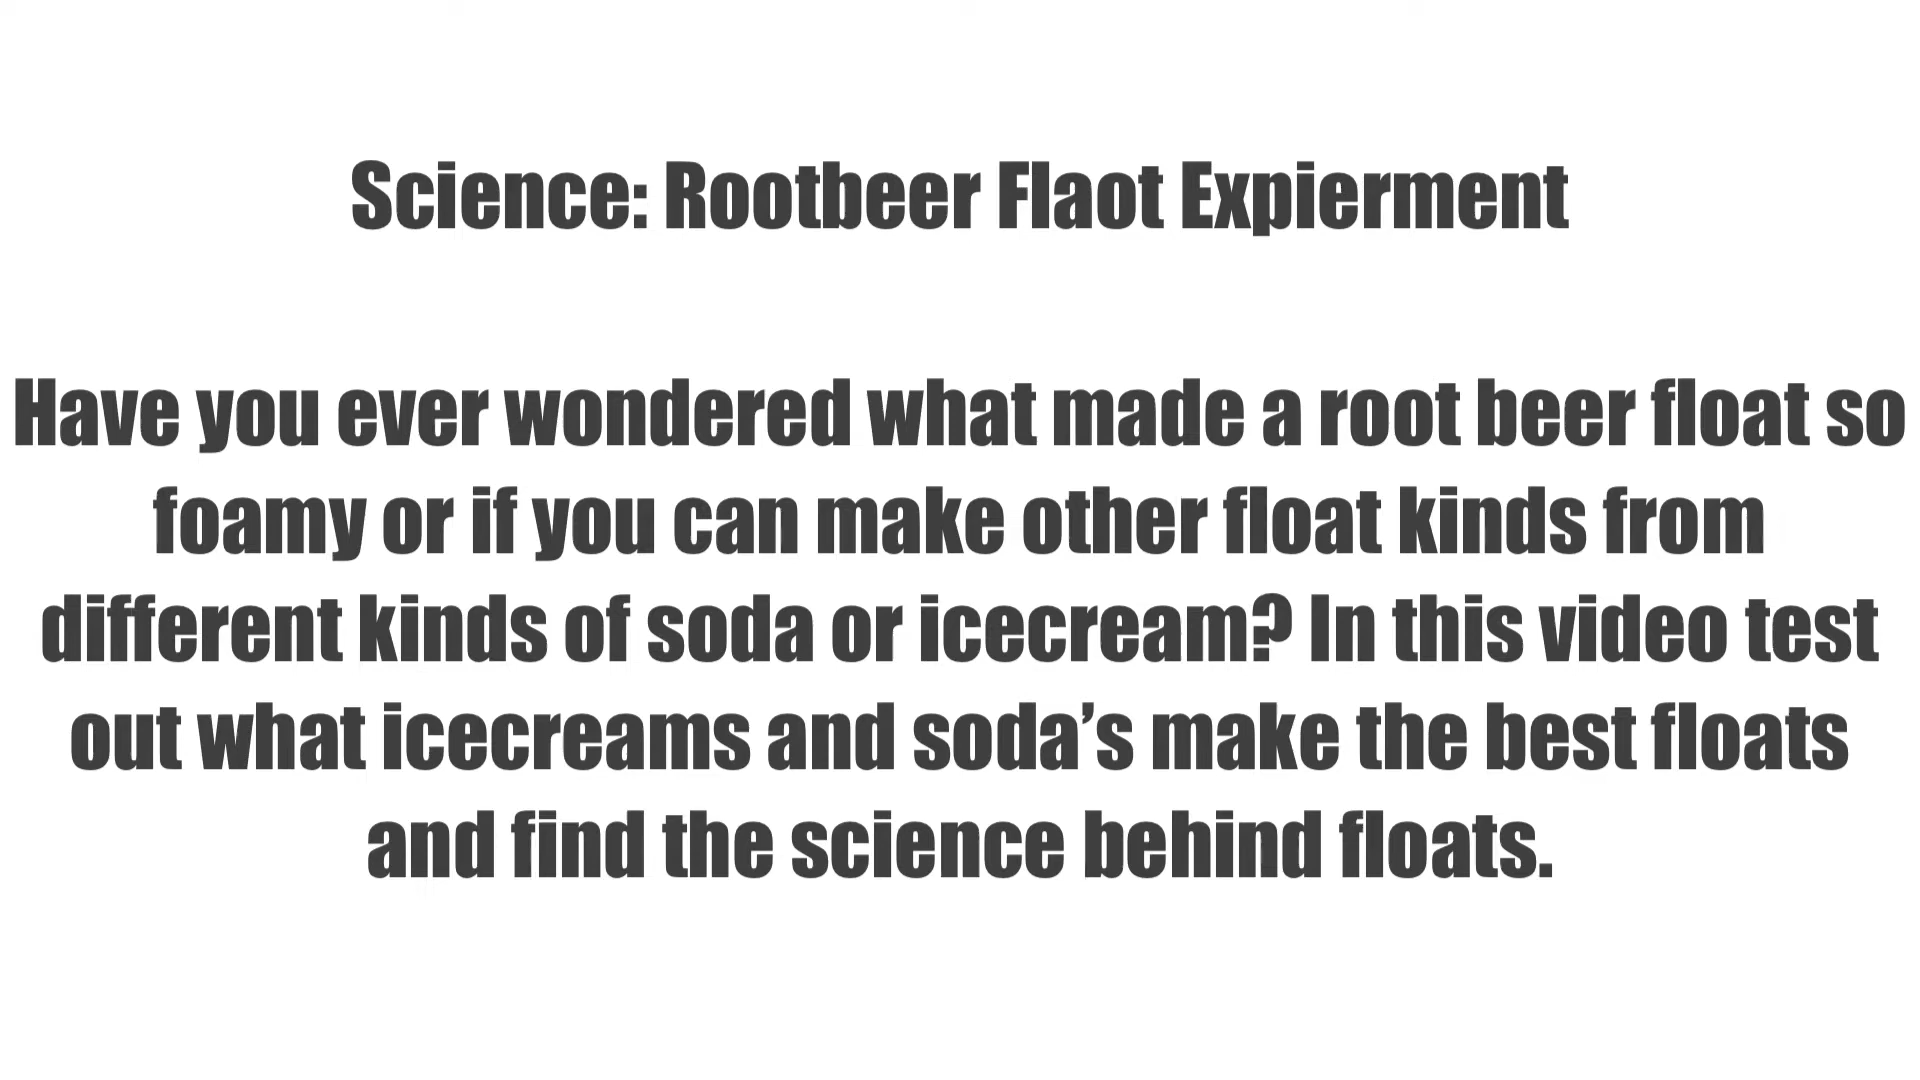 Science: Rootbeer Flaot Expierment
Have you ever wondered what made a root beer float so
foamy or if you can make other float kinds from
different kinds of soda or icecream? In this video test
out what icecreams and soda’s make the best floats
and find the science behind floats.